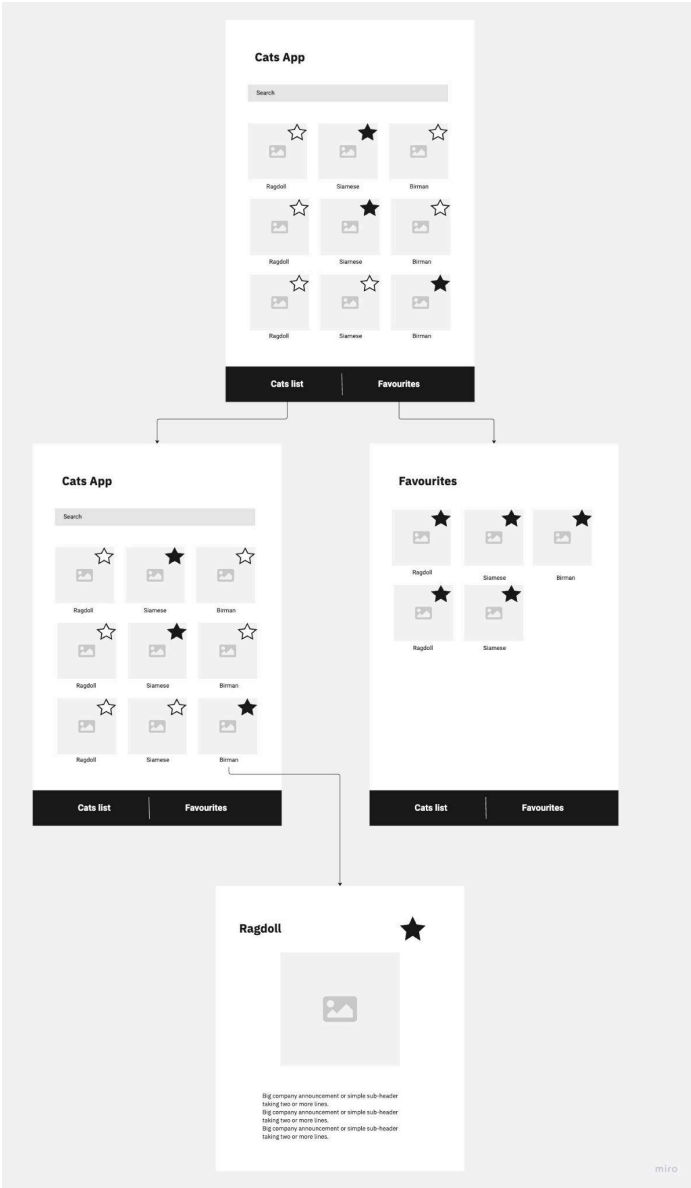 Cats App
Search
Ragdoll Siamese Birman
Ragdoll Siamese Birman
Ragdoll Siamese Birman
Cats list Favourites
Cats App
Search
Ragdoll Siamese Birman
Ragdoll Siamese Birman
Ragdoll Siamese Birman
Cats list Favourites
Favourites
Ragdoll Siamese Birman
Ragdoll Siamese
Cats list Favourites
Ragdoll
Big company announcement or simple sub-header
taking two or more lines.
Big company announcement or simple sub-header
taking two or more lines.
Big company announcement or simple sub-header
taking two or more lines.
miro